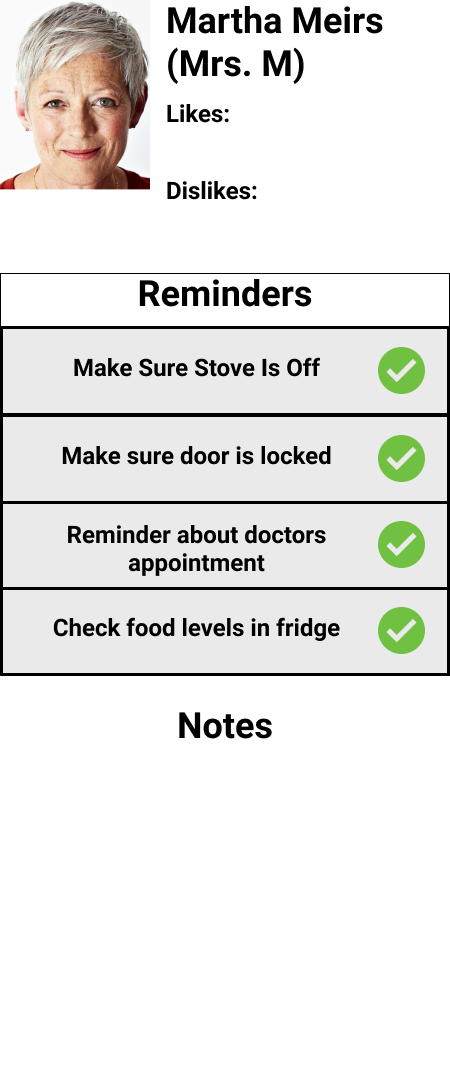 Martha Meirs
(Mrs. M)
Likes:
Dislikes:
Reminders
Make Sure Stove Is Off
Make sure door is locked
Reminder about doctors
appointment
Check food levels in fridge
Notes